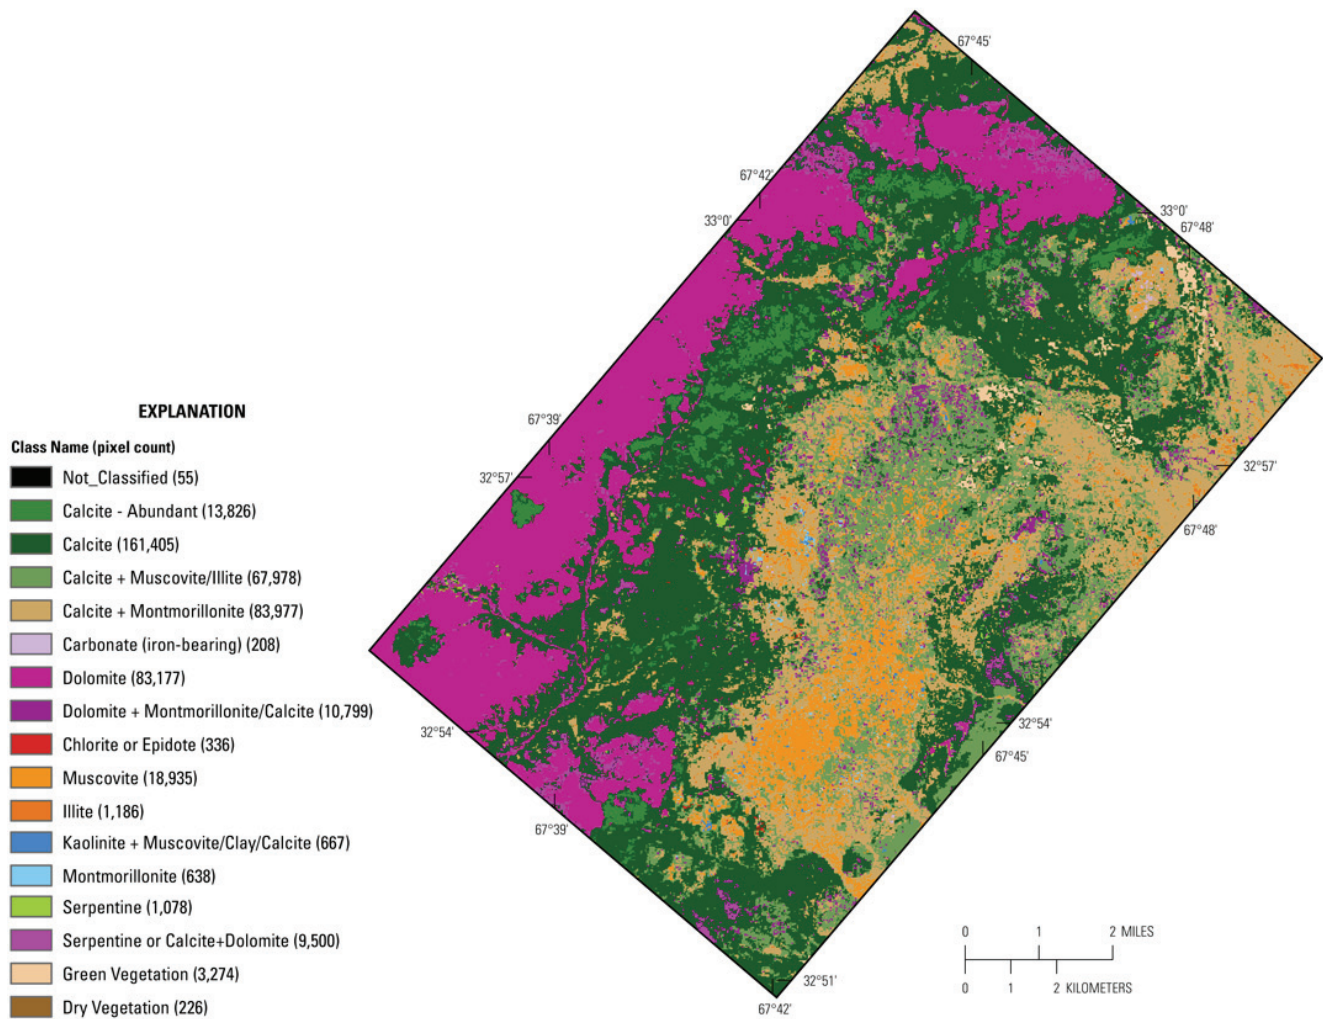 67°45'
67°42'
33°0'
33°0'
67°48'
EXPLANATION
Class Name (pixel count)
Not_Classified (55)
Calcite - Abundant (13,826)
Calcite (161,405)
Calcite + Muscovite/Illite (67,978)
Calcite + Montmorillonite (83,977)
Carbonate (iron-bearing) (208)
Dolomite (83,177)
Dolomite + Montmorillonite/Calcite (10,799)
Chlorite or Epidote (336)
Muscovite (18,935)
Illite (1,186)
Kaolinite + Muscovite/Clay/Calcite (667)
Montmorillonite (638)
Serpentine (1,078)
Serpentine or Calcite+Dolomite (9,500)
Green Vegetation (3,274)
Dry Vegetation (226)
67°39'
32°57'
32°57'
67°48'
32°54'
32°54'
67°45'
67°39'
0 1 2 MILES
0 1 2 KILOMETERS
32°51'
67°42'